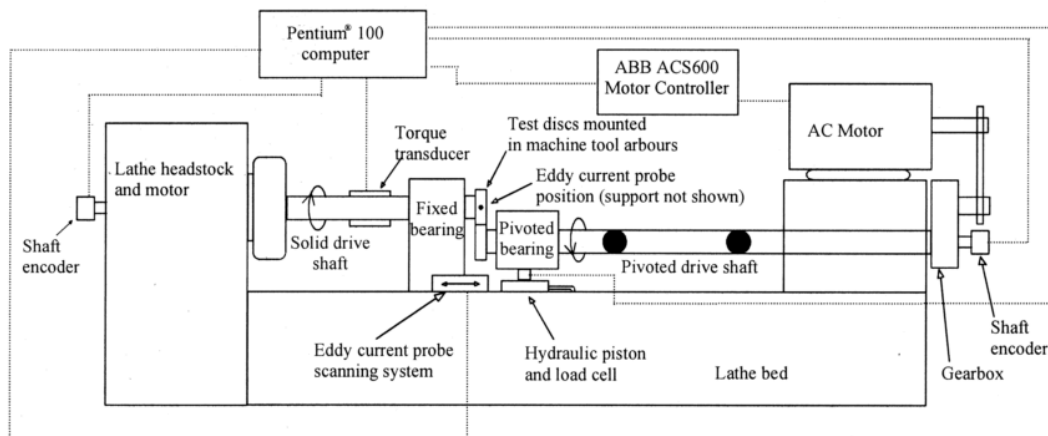 Pentium® 100
computer
ABB ACS600
Motor Controller
AC Motor
Torque
transducer
Test discs mounted
in machine tool arbours
Eddy current probe
position (support not shown)
Lathe headstock
and motor
Fixed
bearing
Pivoted
bearing
Shaft
encoder
Solid drive
shaft
Pivoted drive shaft
Eddy current probe
scanning system
Hydraulic piston
and load cell
Lathe bed
Gearbox
Shaft
encoder